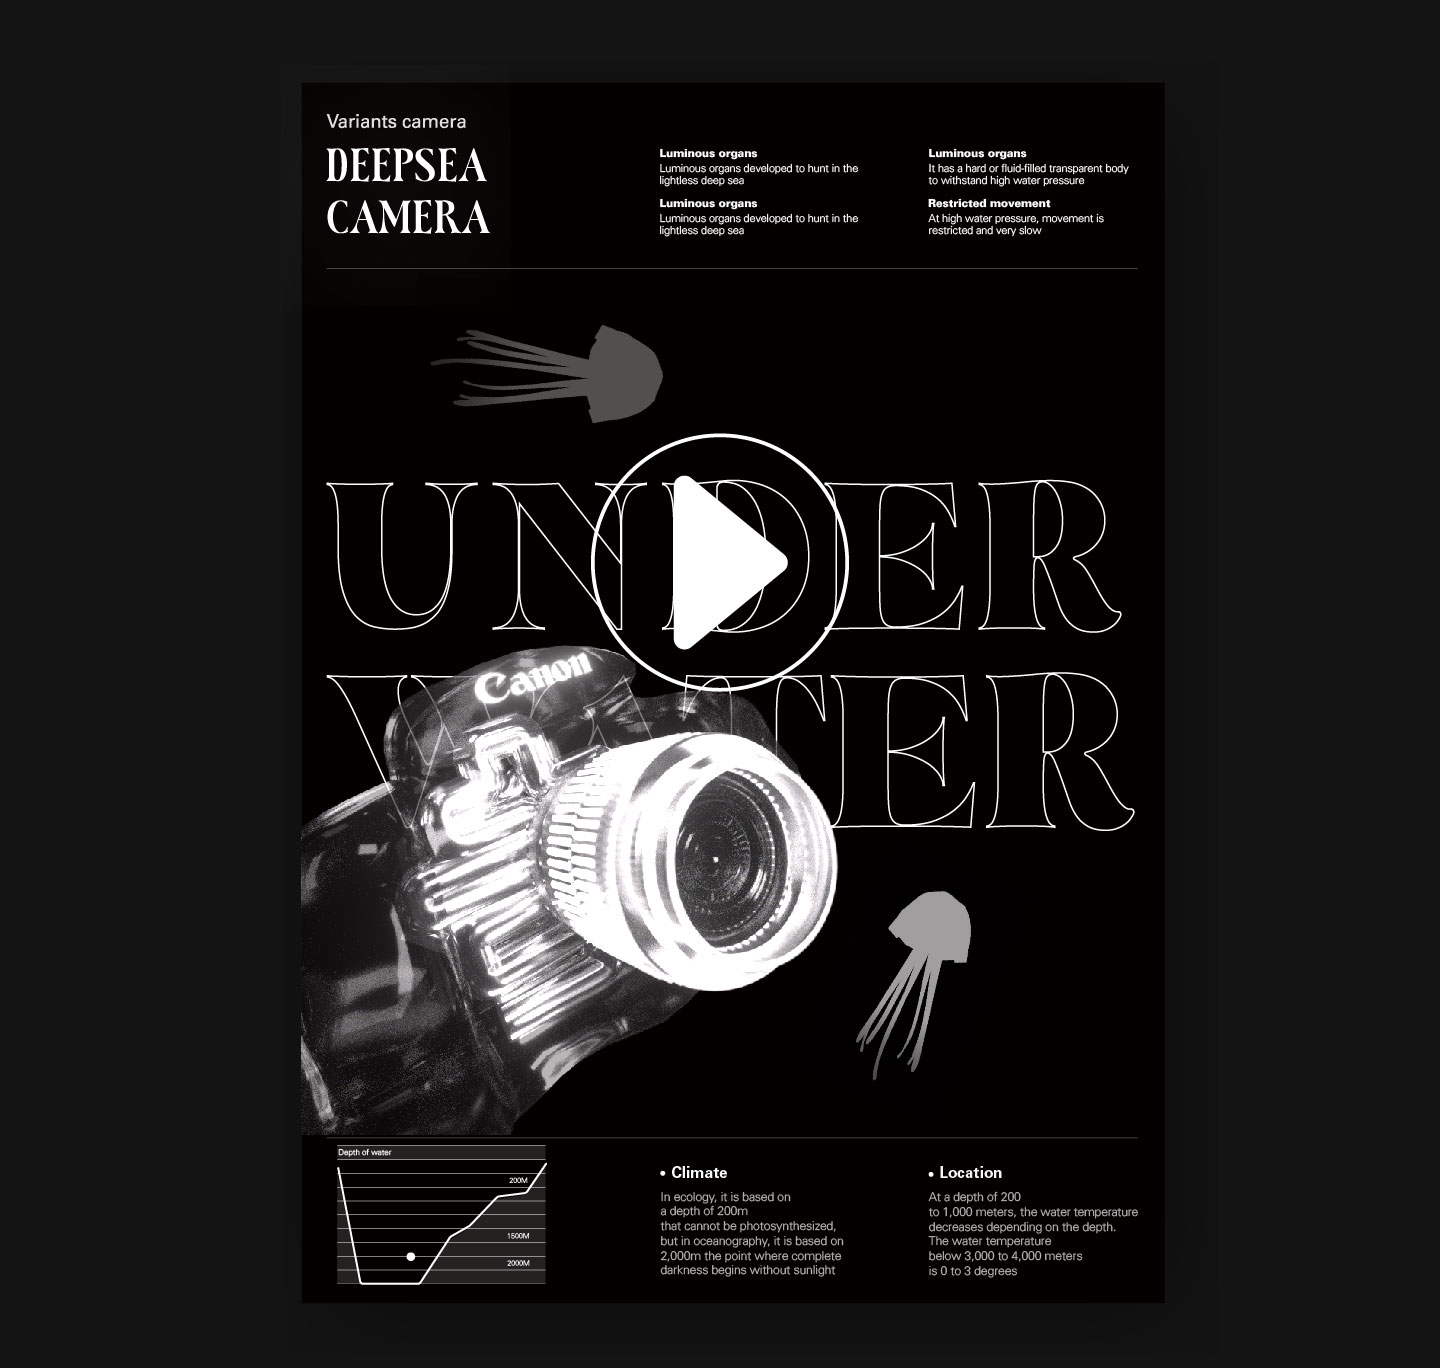 Variants camera
DEEPSEA
CAMERA
Luminous organs
Luminous organs developed to hunt in the
lightless deep sea
Luminous organs
Luminous organs developed to hunt in the
lightless deep sea
Luminous organs
It has a hard or fluid-filled transparent body
to withstand high water pressure
Restricted movement
At high water pressure, movement is
restricted and very slow
UNDER
WATER
Canon
Depth of water
200M
1500M
2000M
• Climate
In ecology, it is based on
a depth of 200m
that cannot be photosynthesized,
but in oceanography, it is based on
2,000m the point where complete
darkness begins without sunlight
• Location
At a depth of 200
to 1,000 meters, the water temperature
decreases depending on the depth.
The water temperature
below 3,000 to 4,000 meters
is 0 to 3 degrees